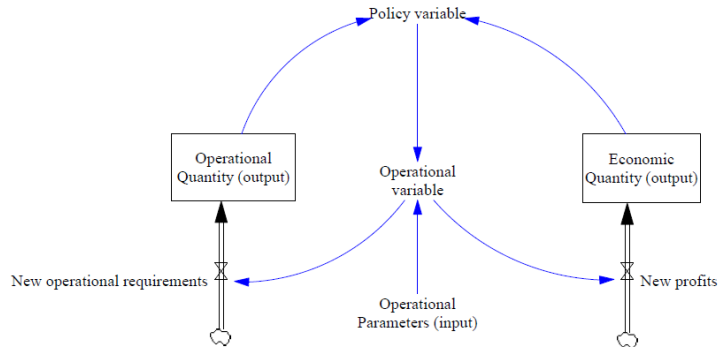 Policy variable
Operational
Quantity (output)
Operational
variable
Economic
Quantity (output)
New operational requirements
New profits
Operational
Parameters (input)